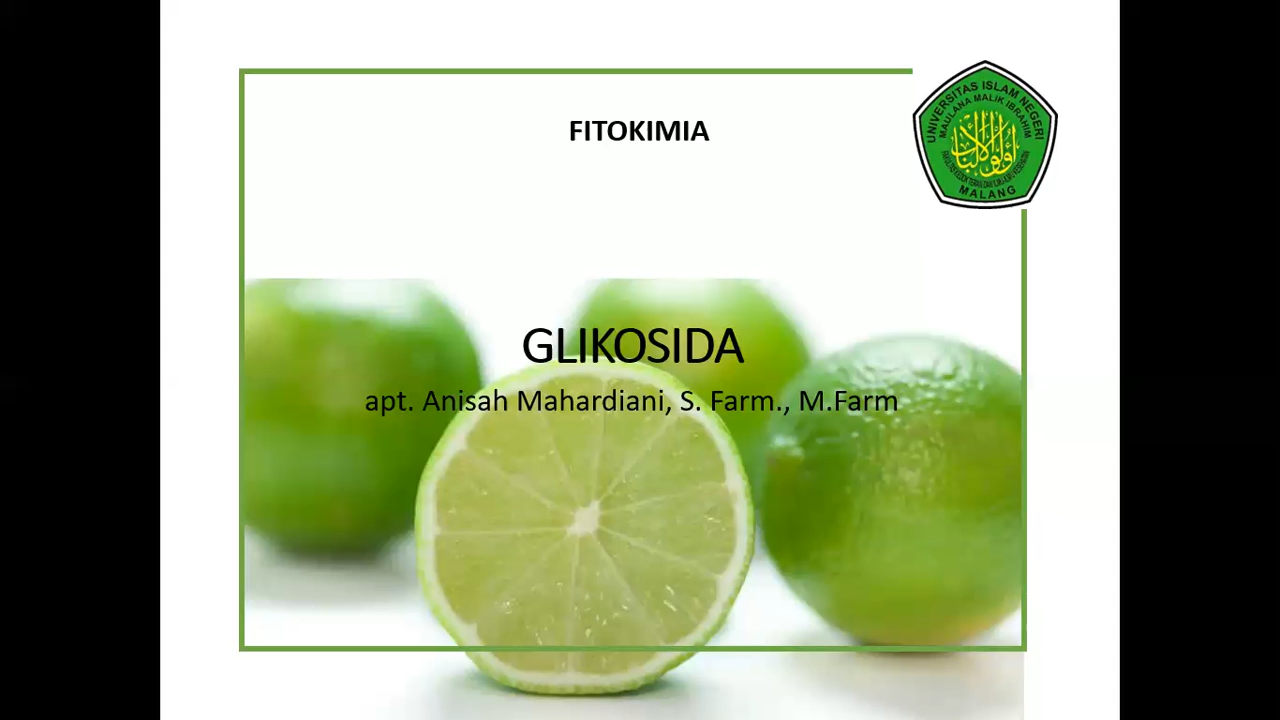 FITOKIMIA
UNIVERSITAS ISLAM NEGERI
MAULANA MALIK IBRAHIM
MALANG
GLIKOSIDA
apt. Anisah Mahardiani, S. Farm., M.Farm